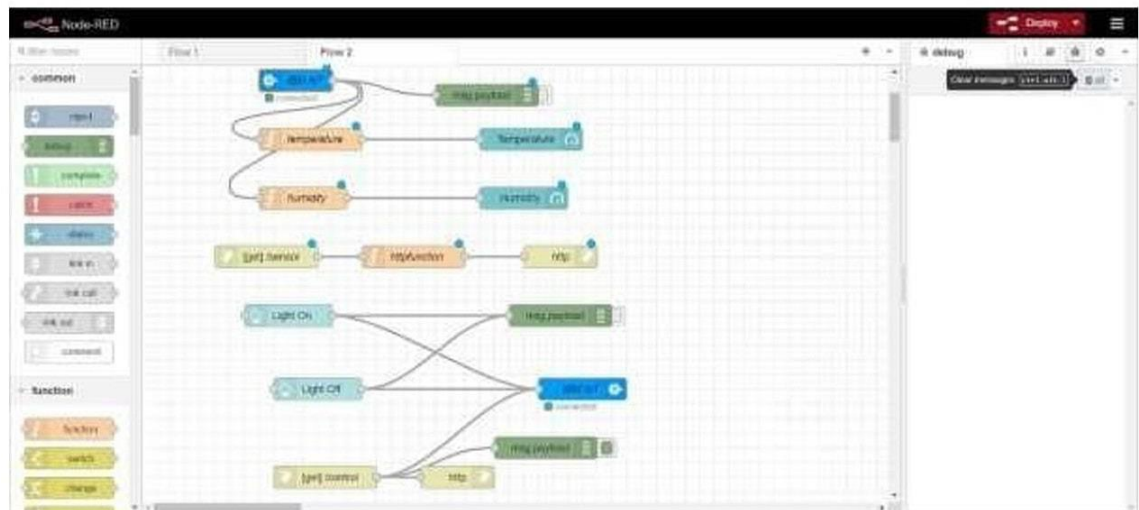 Node-RED
Deploy
filter nodes
Flow 1
Flow 2
debug
common
Clear messages
inject
debug
complete
catch
status
link in
link call
link out
comment
function
function
switch
change
connected
msg.payload
temperature
Temperature
humidity
Humidity
[get] /sensor
httpfunction
http
Light On
msg.payload
Light Off
connected
msg.payload
[get] /control
http